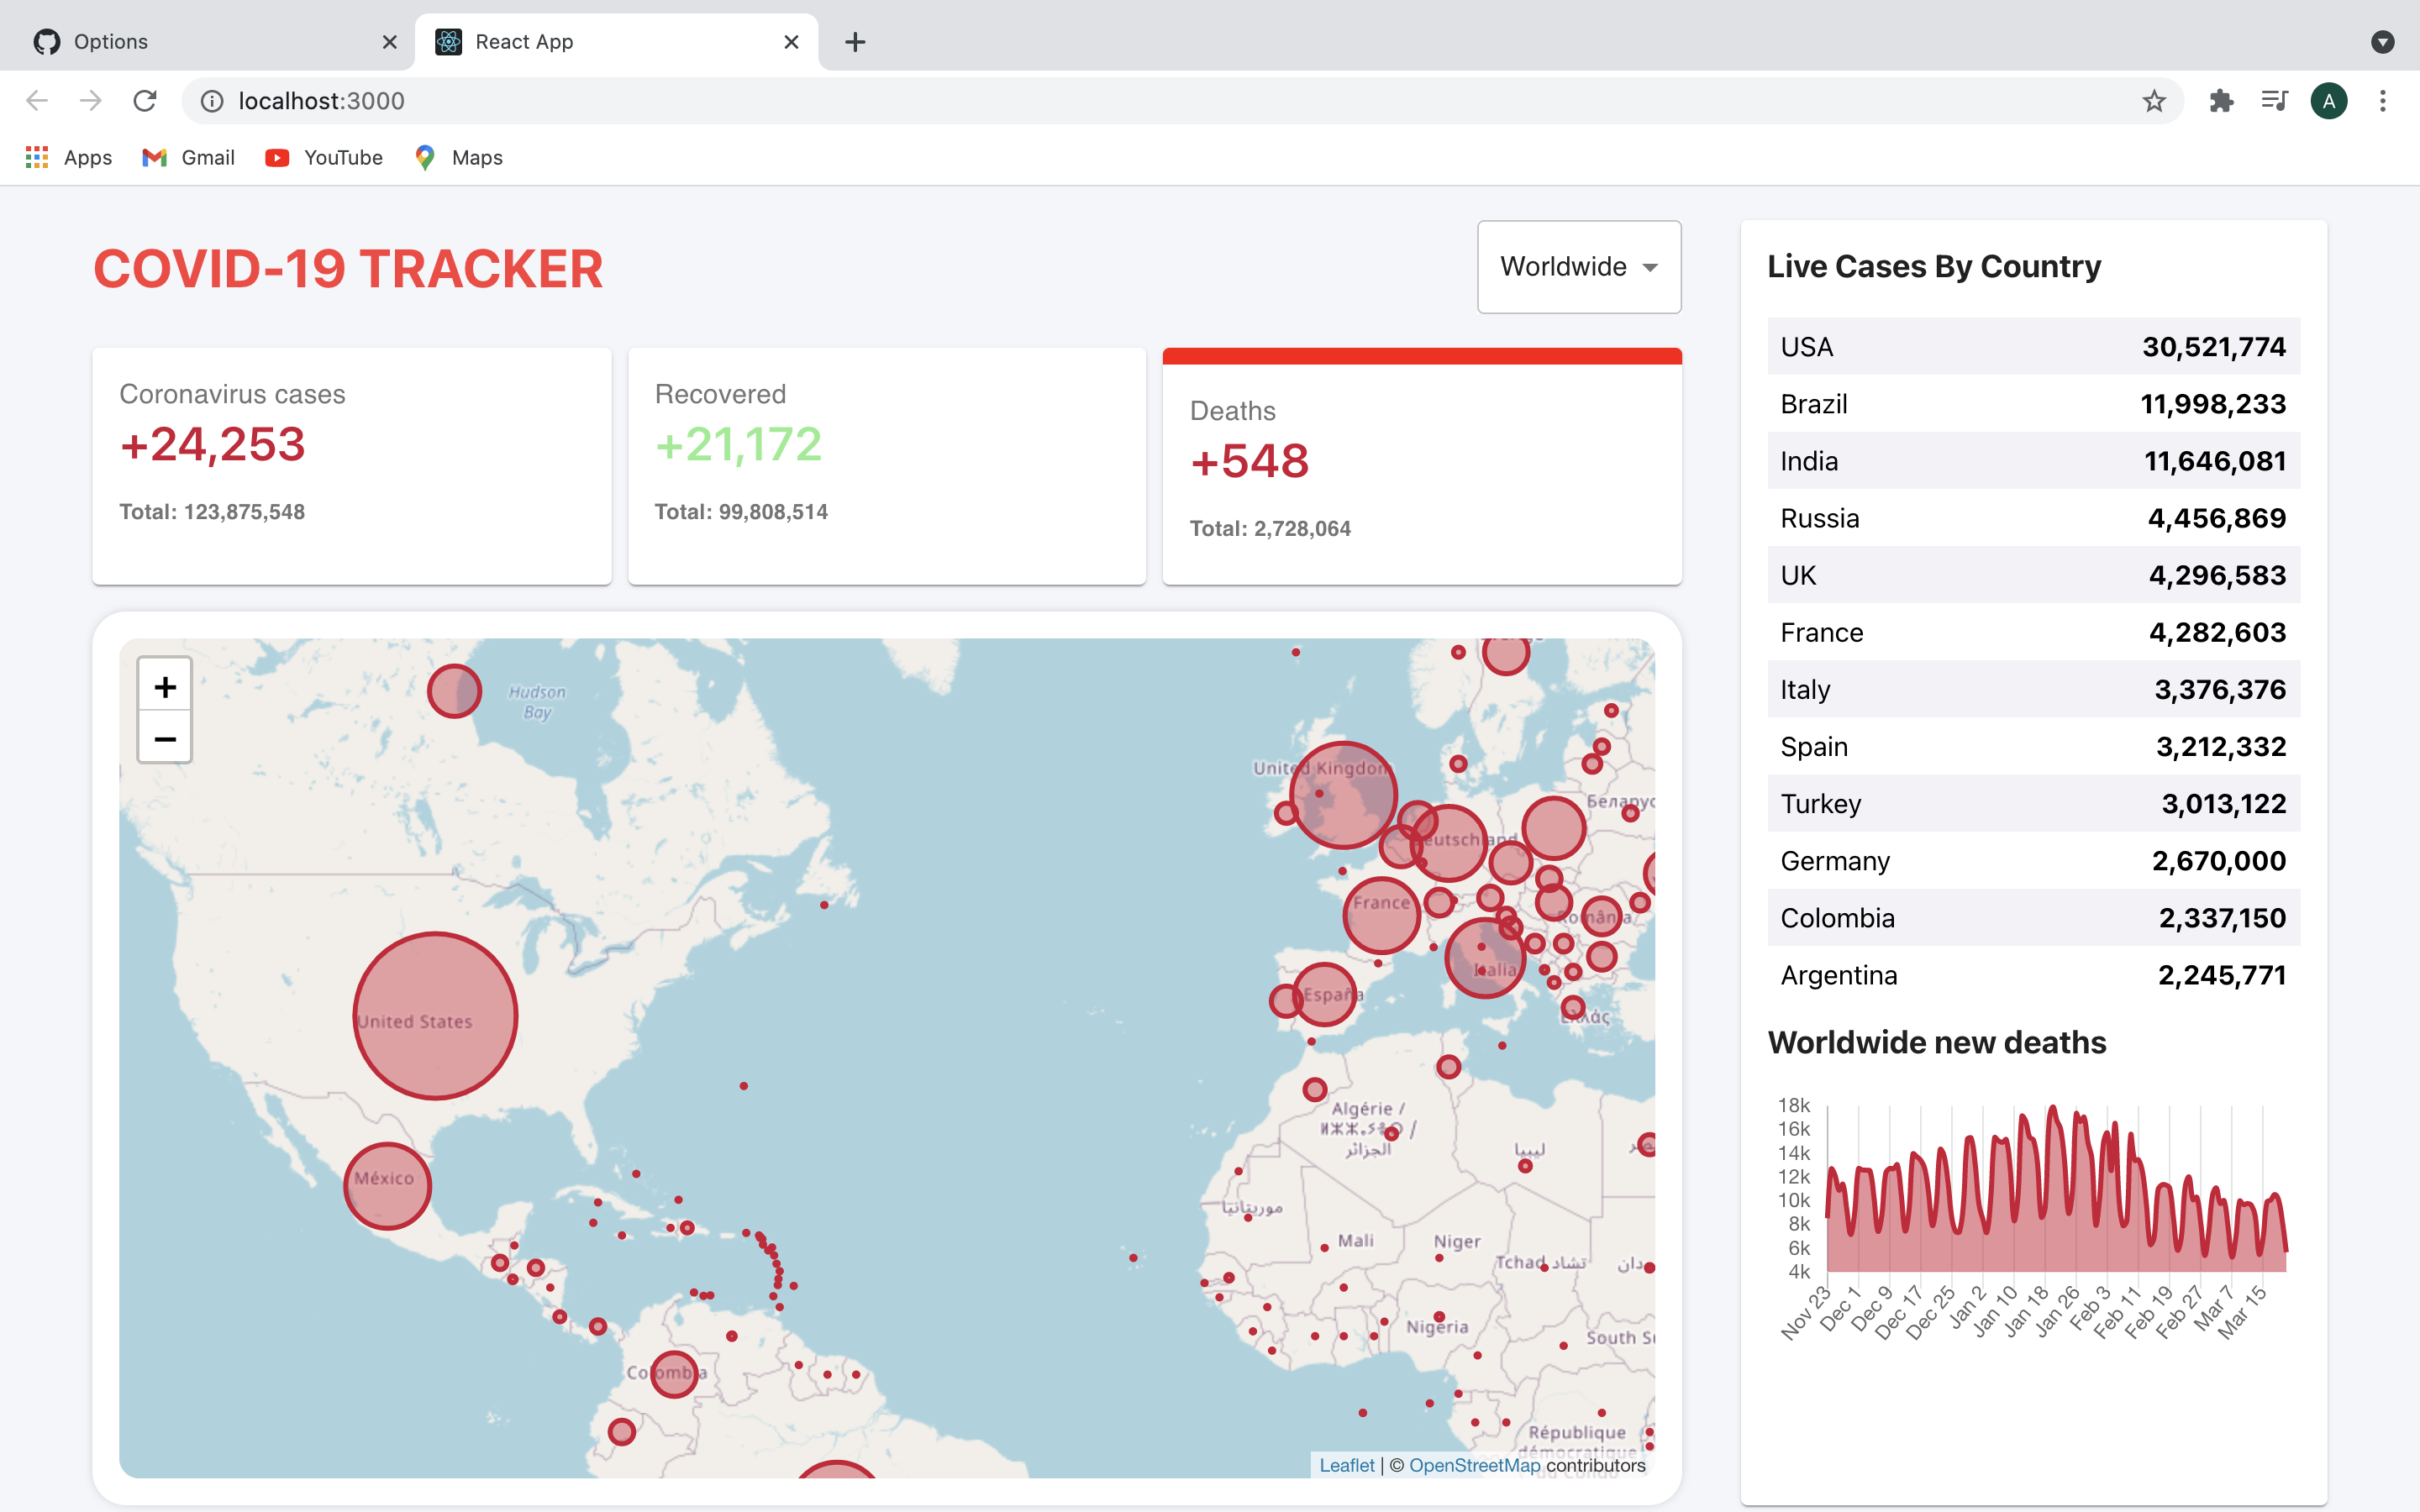 Options
React App
localhost:3000
A
Apps
Gmail
YouTube
Maps
COVID-19 TRACKER
Worldwide
Coronavirus cases
+24,253
Total: 123,875,548
Recovered
+21,172
Total: 99,808,514
Deaths
+548
Total: 2,728,064
+
−
Hudson
Bay
United Kingdom
Deutschland
France
România
Italia
España
Ελλάς
United States
México
Algérie /
الجزائر
ليبيا
موريتانيا
Mali
Niger
Tchad تشاد
Nigeria
Colombia
République
démocratique
du Congo
Leaflet | © OpenStreetMap contributors
Live Cases By Country
USA 30,521,774
Brazil 11,998,233
India 11,646,081
Russia 4,456,869
UK 4,296,583
France 4,282,603
Italy 3,376,376
Spain 3,212,332
Turkey 3,013,122
Germany 2,670,000
Colombia 2,337,150
Argentina 2,245,771
Worldwide new deaths
18k
16k
14k
12k
10k
8k
6k
4k
Nov 23
Dec 1
Dec 9
Dec 17
Dec 25
Jan 2
Jan 10
Jan 18
Jan 26
Feb 3
Feb 11
Feb 19
Feb 27
Mar 7
Mar 15